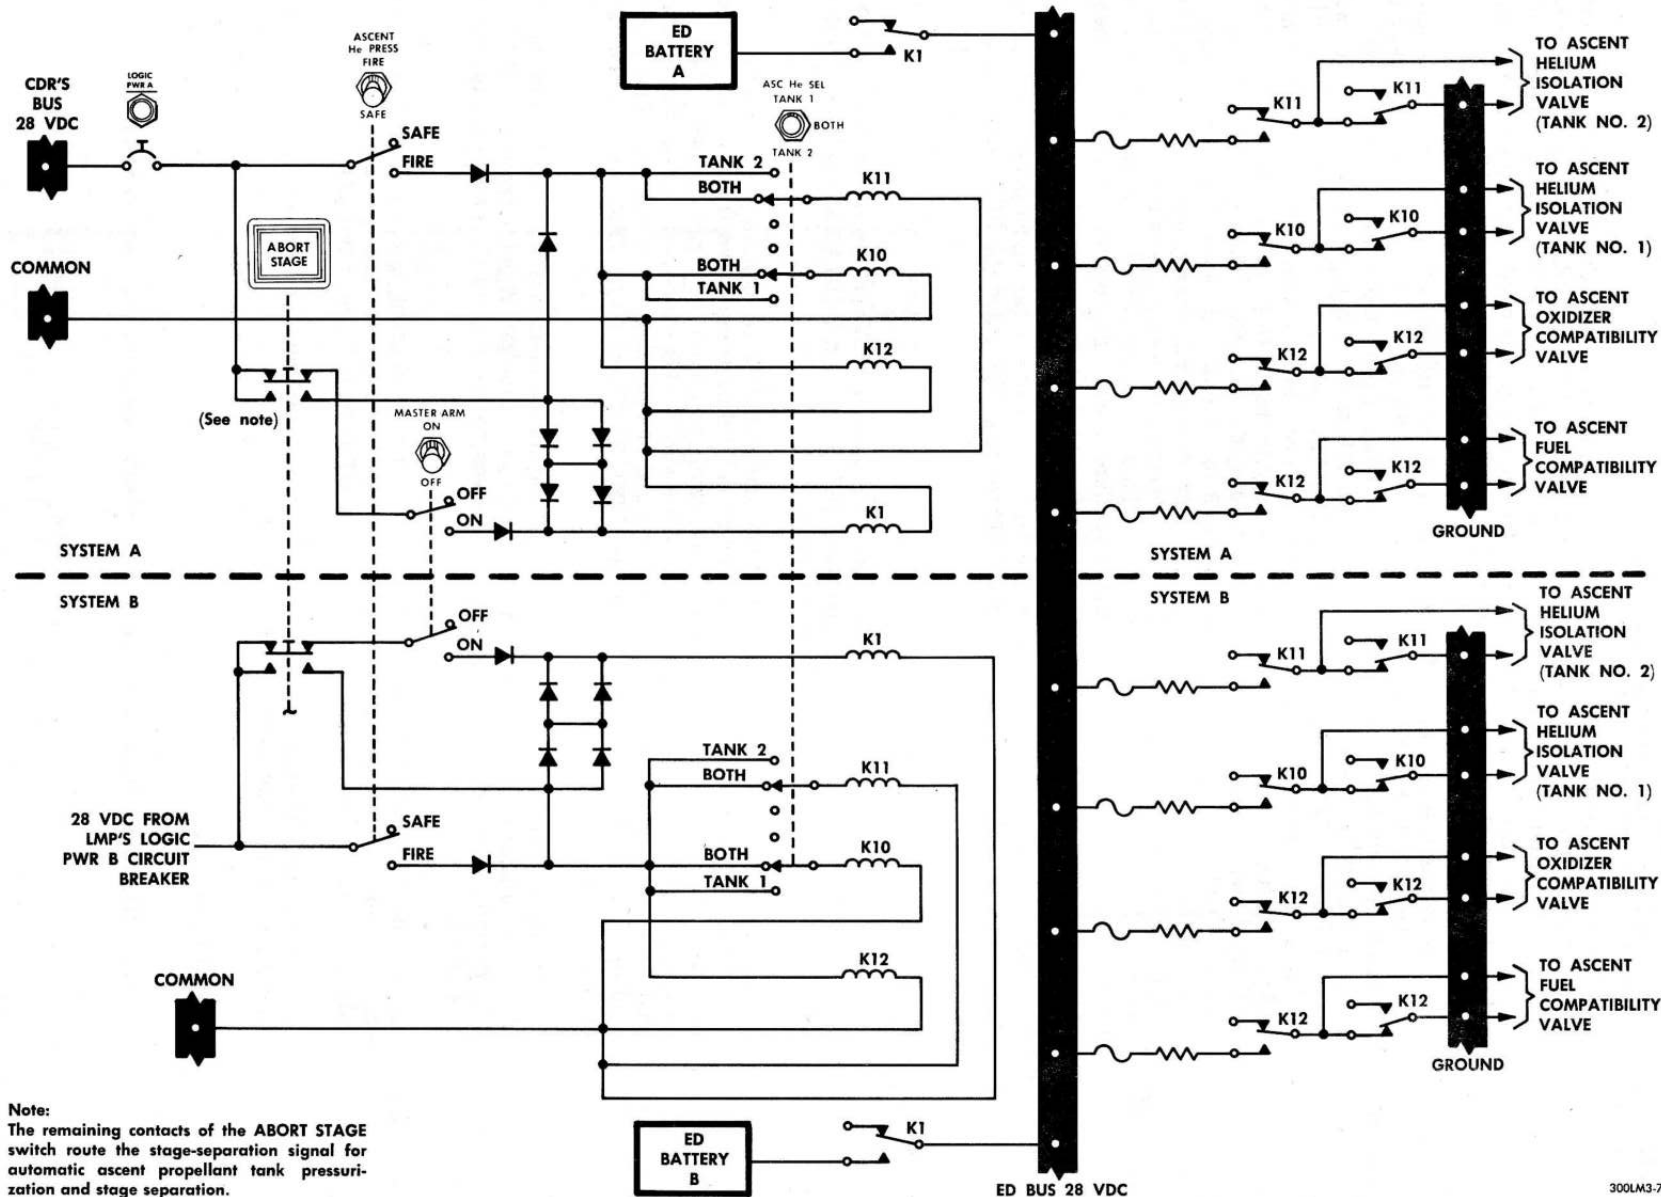 ED
BATTERY
A
K1
ASCENT
He PRESS
FIRE
SAFE
LOGIC
PWR A
CDR'S
BUS
28 VDC
SAFE
FIRE
ASC He SEL
TANK 1
BOTH
TANK 2
TANK 2
BOTH
K11
ABORT
STAGE
COMMON
BOTH
TANK 1
K10
K12
(See note)
MASTER ARM
ON
OFF
OFF
ON
K1
SYSTEM A
K11
K11
TO ASCENT
HELIUM
ISOLATION
VALVE
(TANK NO. 2)
K10
K10
TO ASCENT
HELIUM
ISOLATION
VALVE
(TANK NO. 1)
K12
K12
TO ASCENT
OXIDIZER
COMPATIBILITY
VALVE
K12
K12
TO ASCENT
FUEL
COMPATIBILITY
VALVE
GROUND
SYSTEM A
SYSTEM B
OFF
ON
K1
TANK 2
BOTH
K11
28 VDC FROM
LMP'S LOGIC
PWR B CIRCUIT
BREAKER
SAFE
FIRE
BOTH
TANK 1
K10
K12
COMMON
SYSTEM B
K11
K11
TO ASCENT
HELIUM
ISOLATION
VALVE
(TANK NO. 2)
K10
K10
TO ASCENT
HELIUM
ISOLATION
VALVE
(TANK NO. 1)
K12
K12
TO ASCENT
OXIDIZER
COMPATIBILITY
VALVE
K12
K12
TO ASCENT
FUEL
COMPATIBILITY
VALVE
GROUND
Note:
The remaining contacts of the ABORT STAGE
switch route the stage-separation signal for
automatic ascent propellant tank pressuri-
zation and stage separation.
ED
BATTERY
B
K1
ED BUS 28 VDC